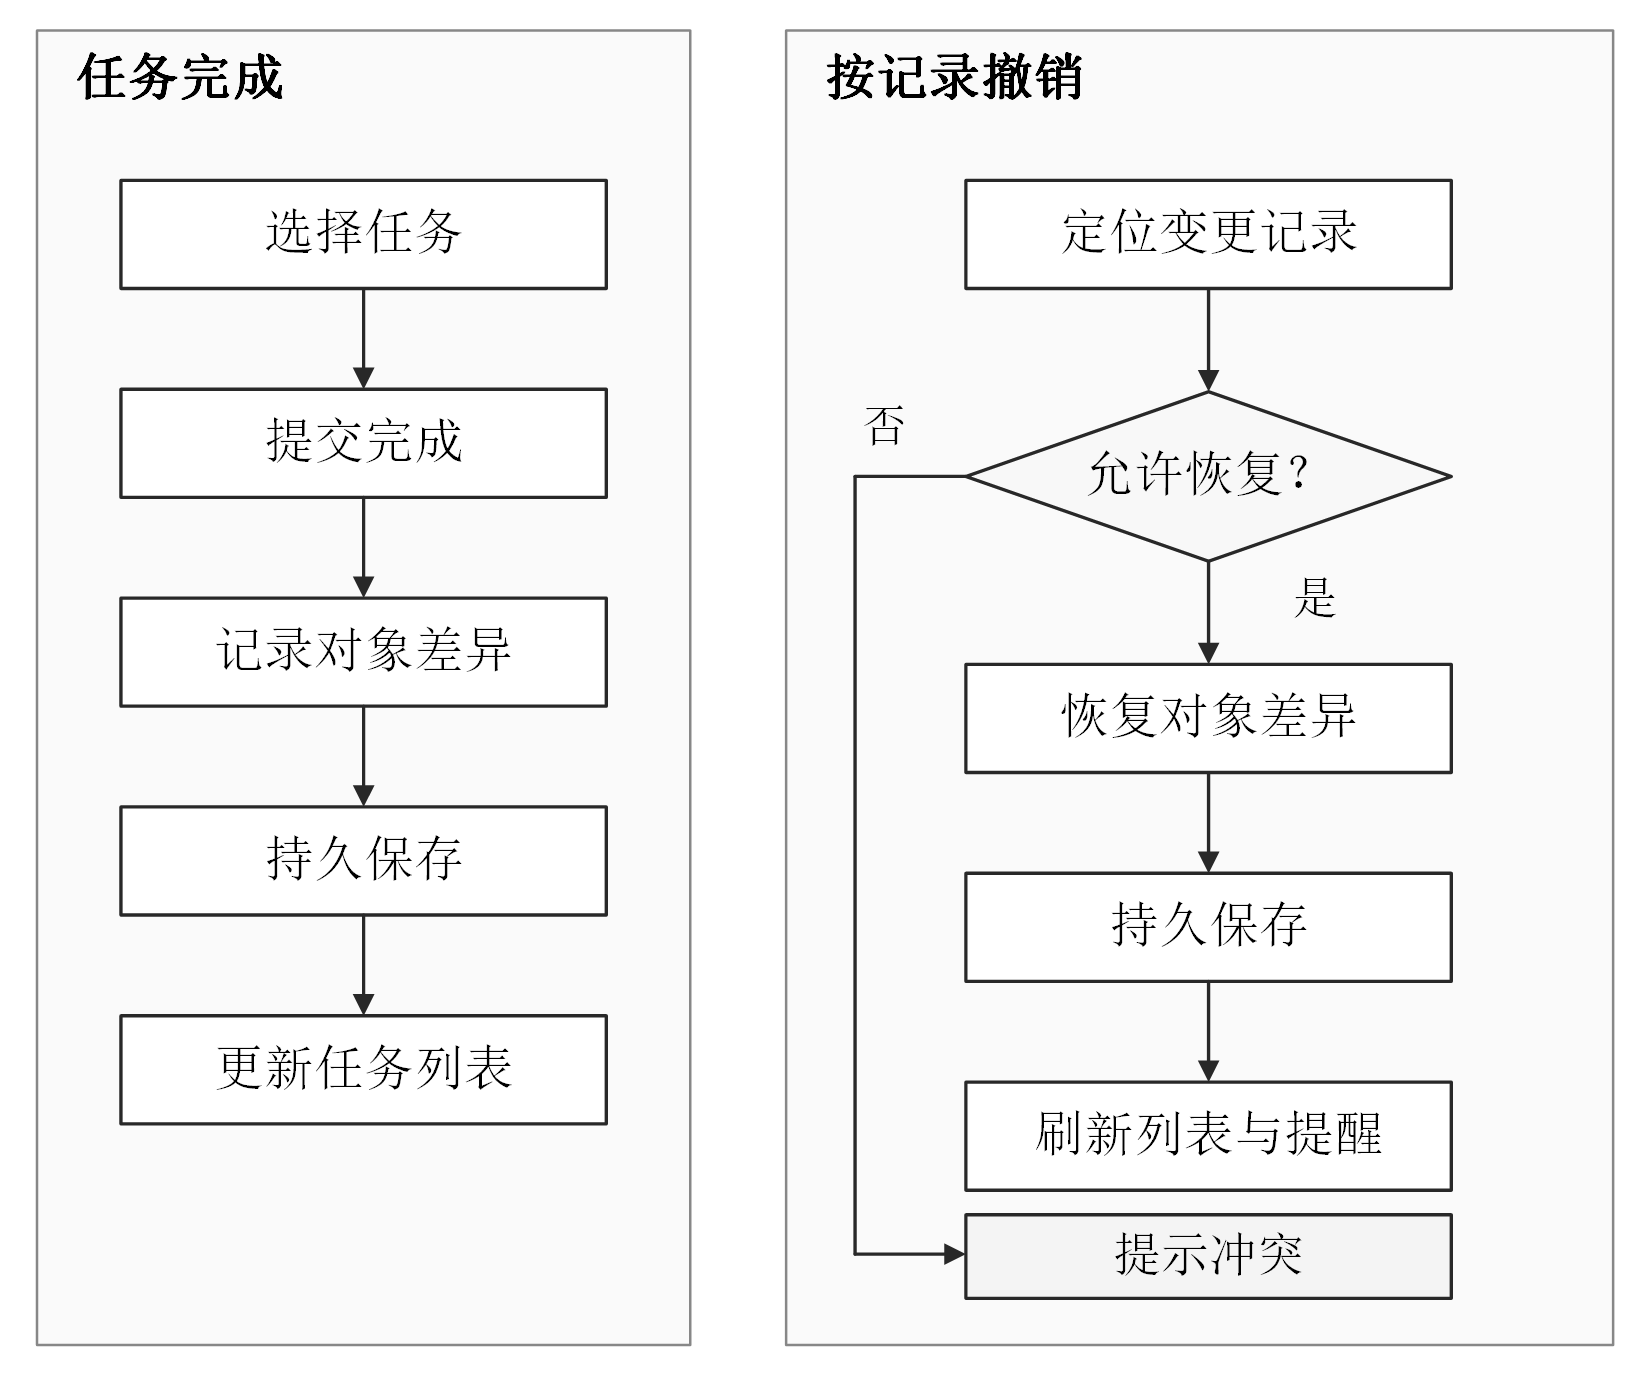 任务完成
选择任务
提交完成
记录对象差异
持久保存
更新任务列表
按记录撤销
定位变更记录
允许恢复？
否
是
恢复对象差异
持久保存
刷新列表与提醒
提示冲突